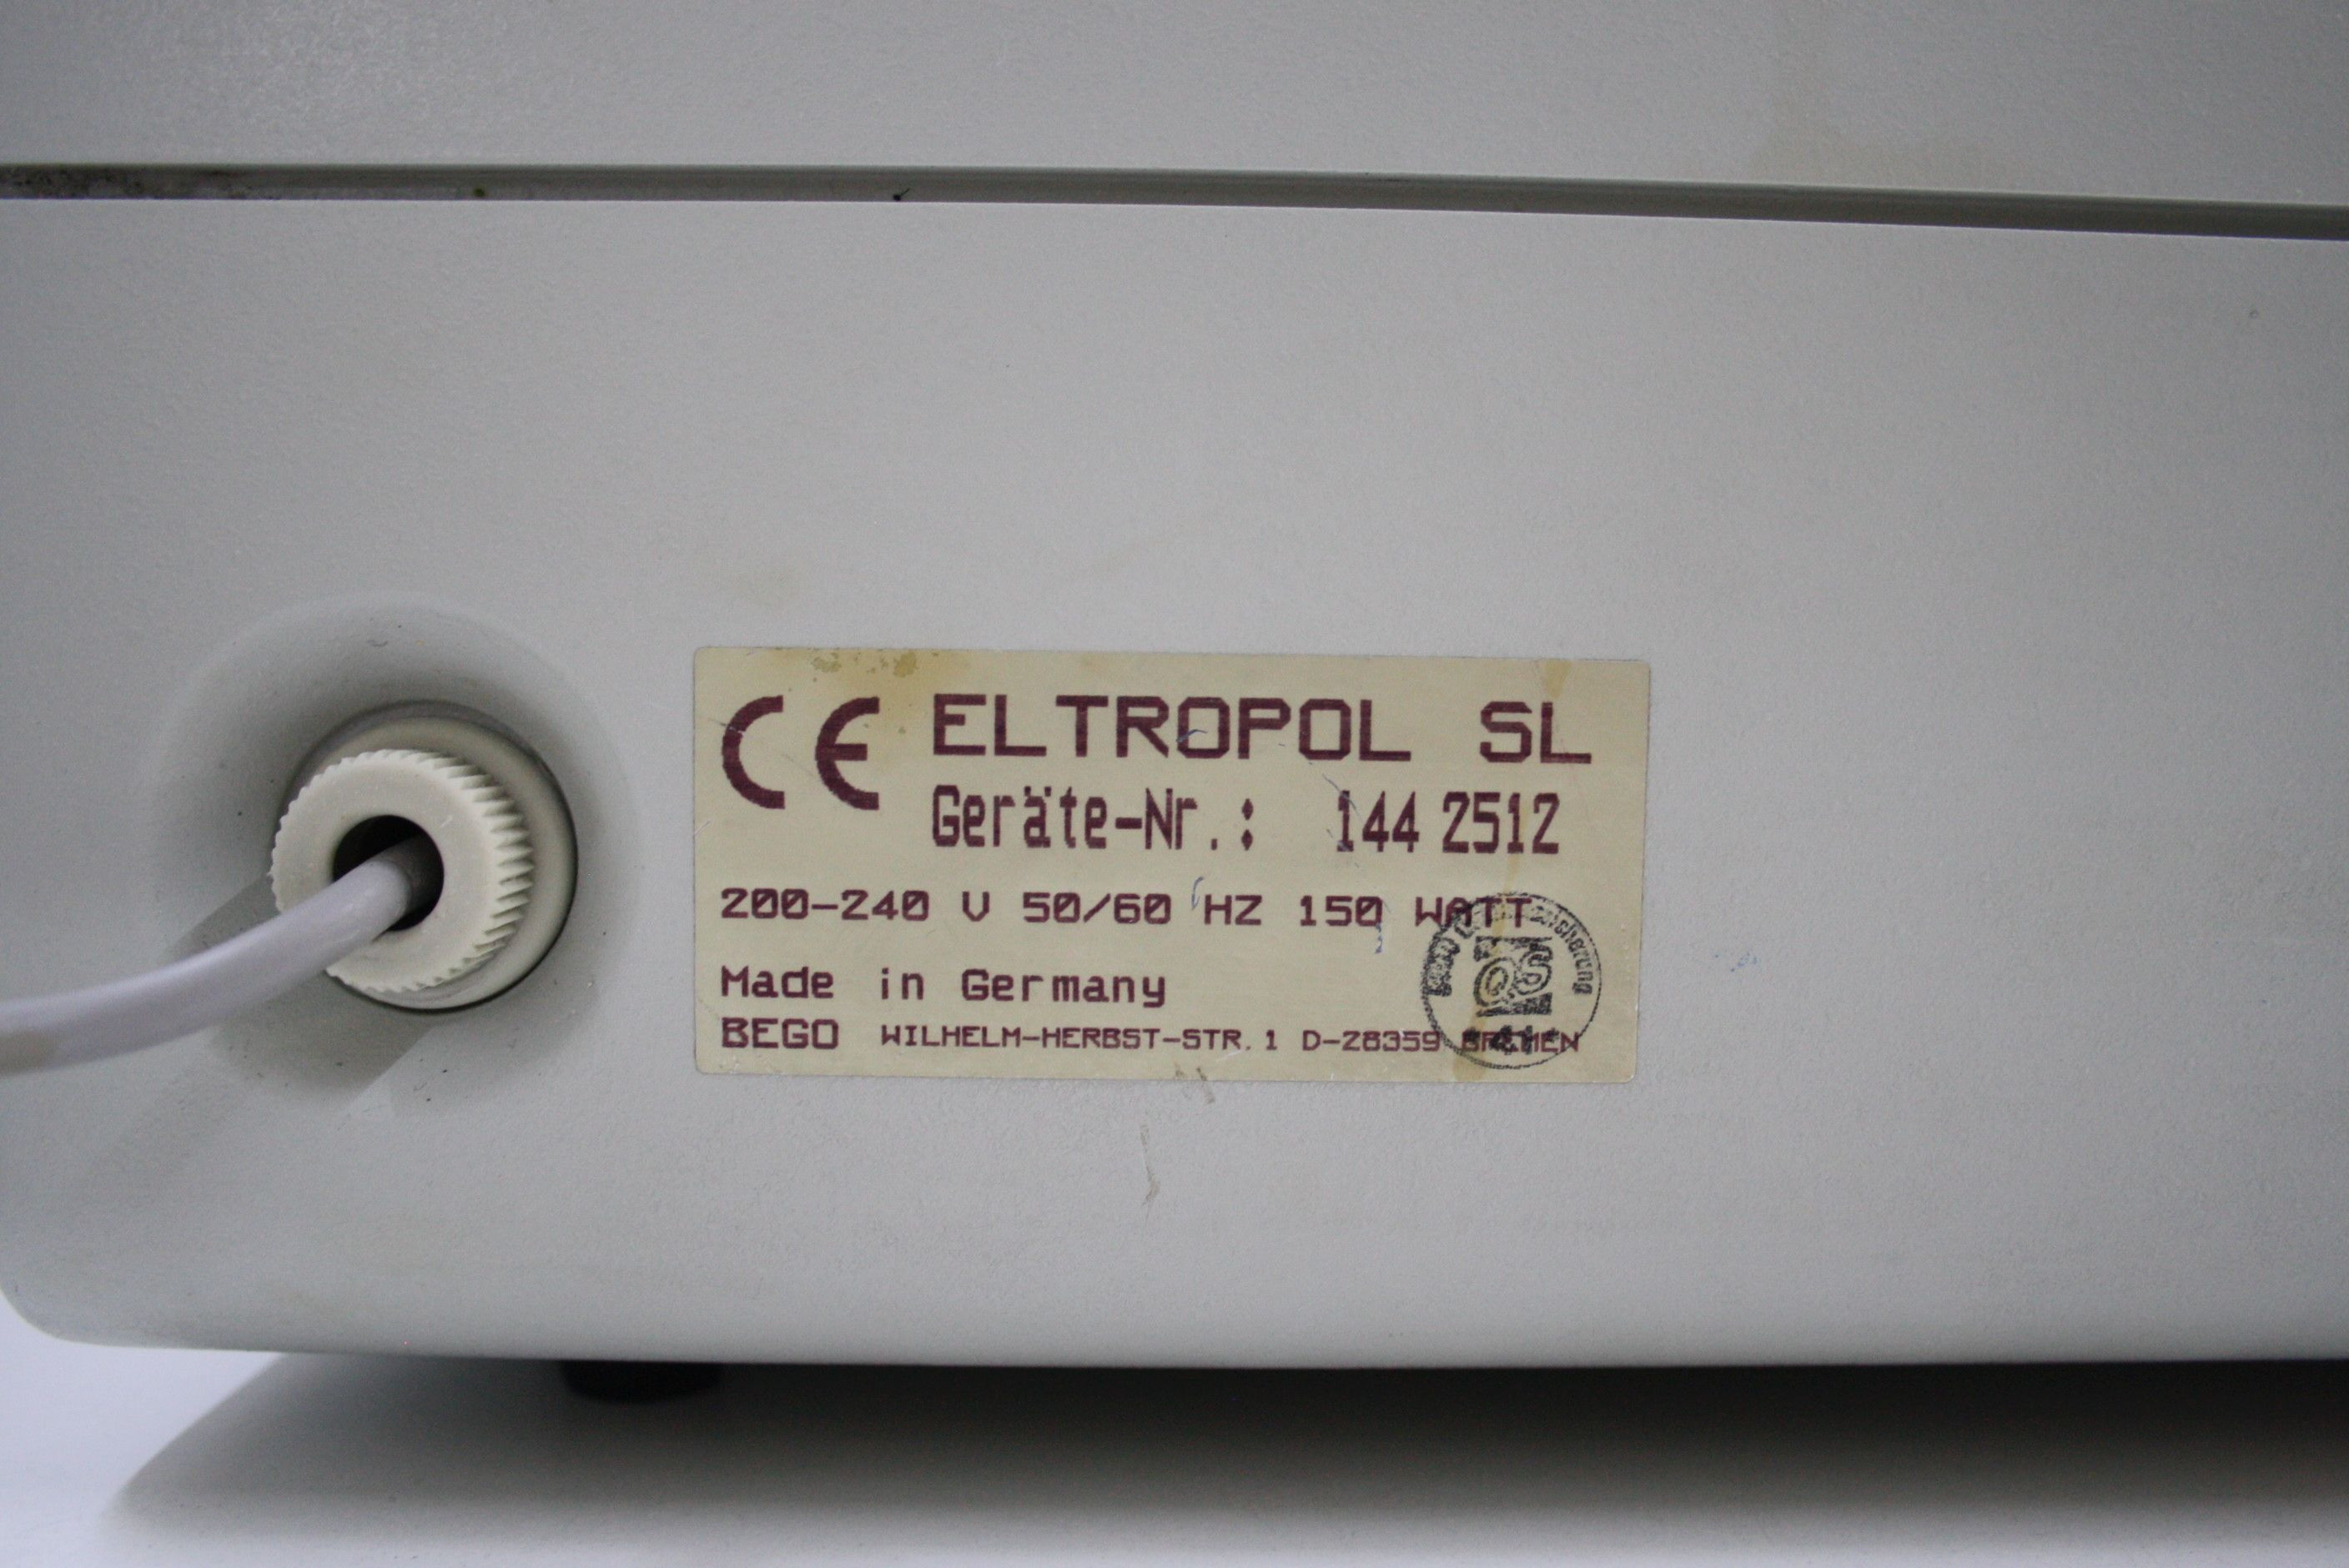 CE ELTROPOL SL
Geräte-Nr.: 144 2512
200-240 V 50/60 HZ 150 WATT
Made in Germany
BEGO WILHELM-HERBST-STR.1 D-28359 BREMEN
QS